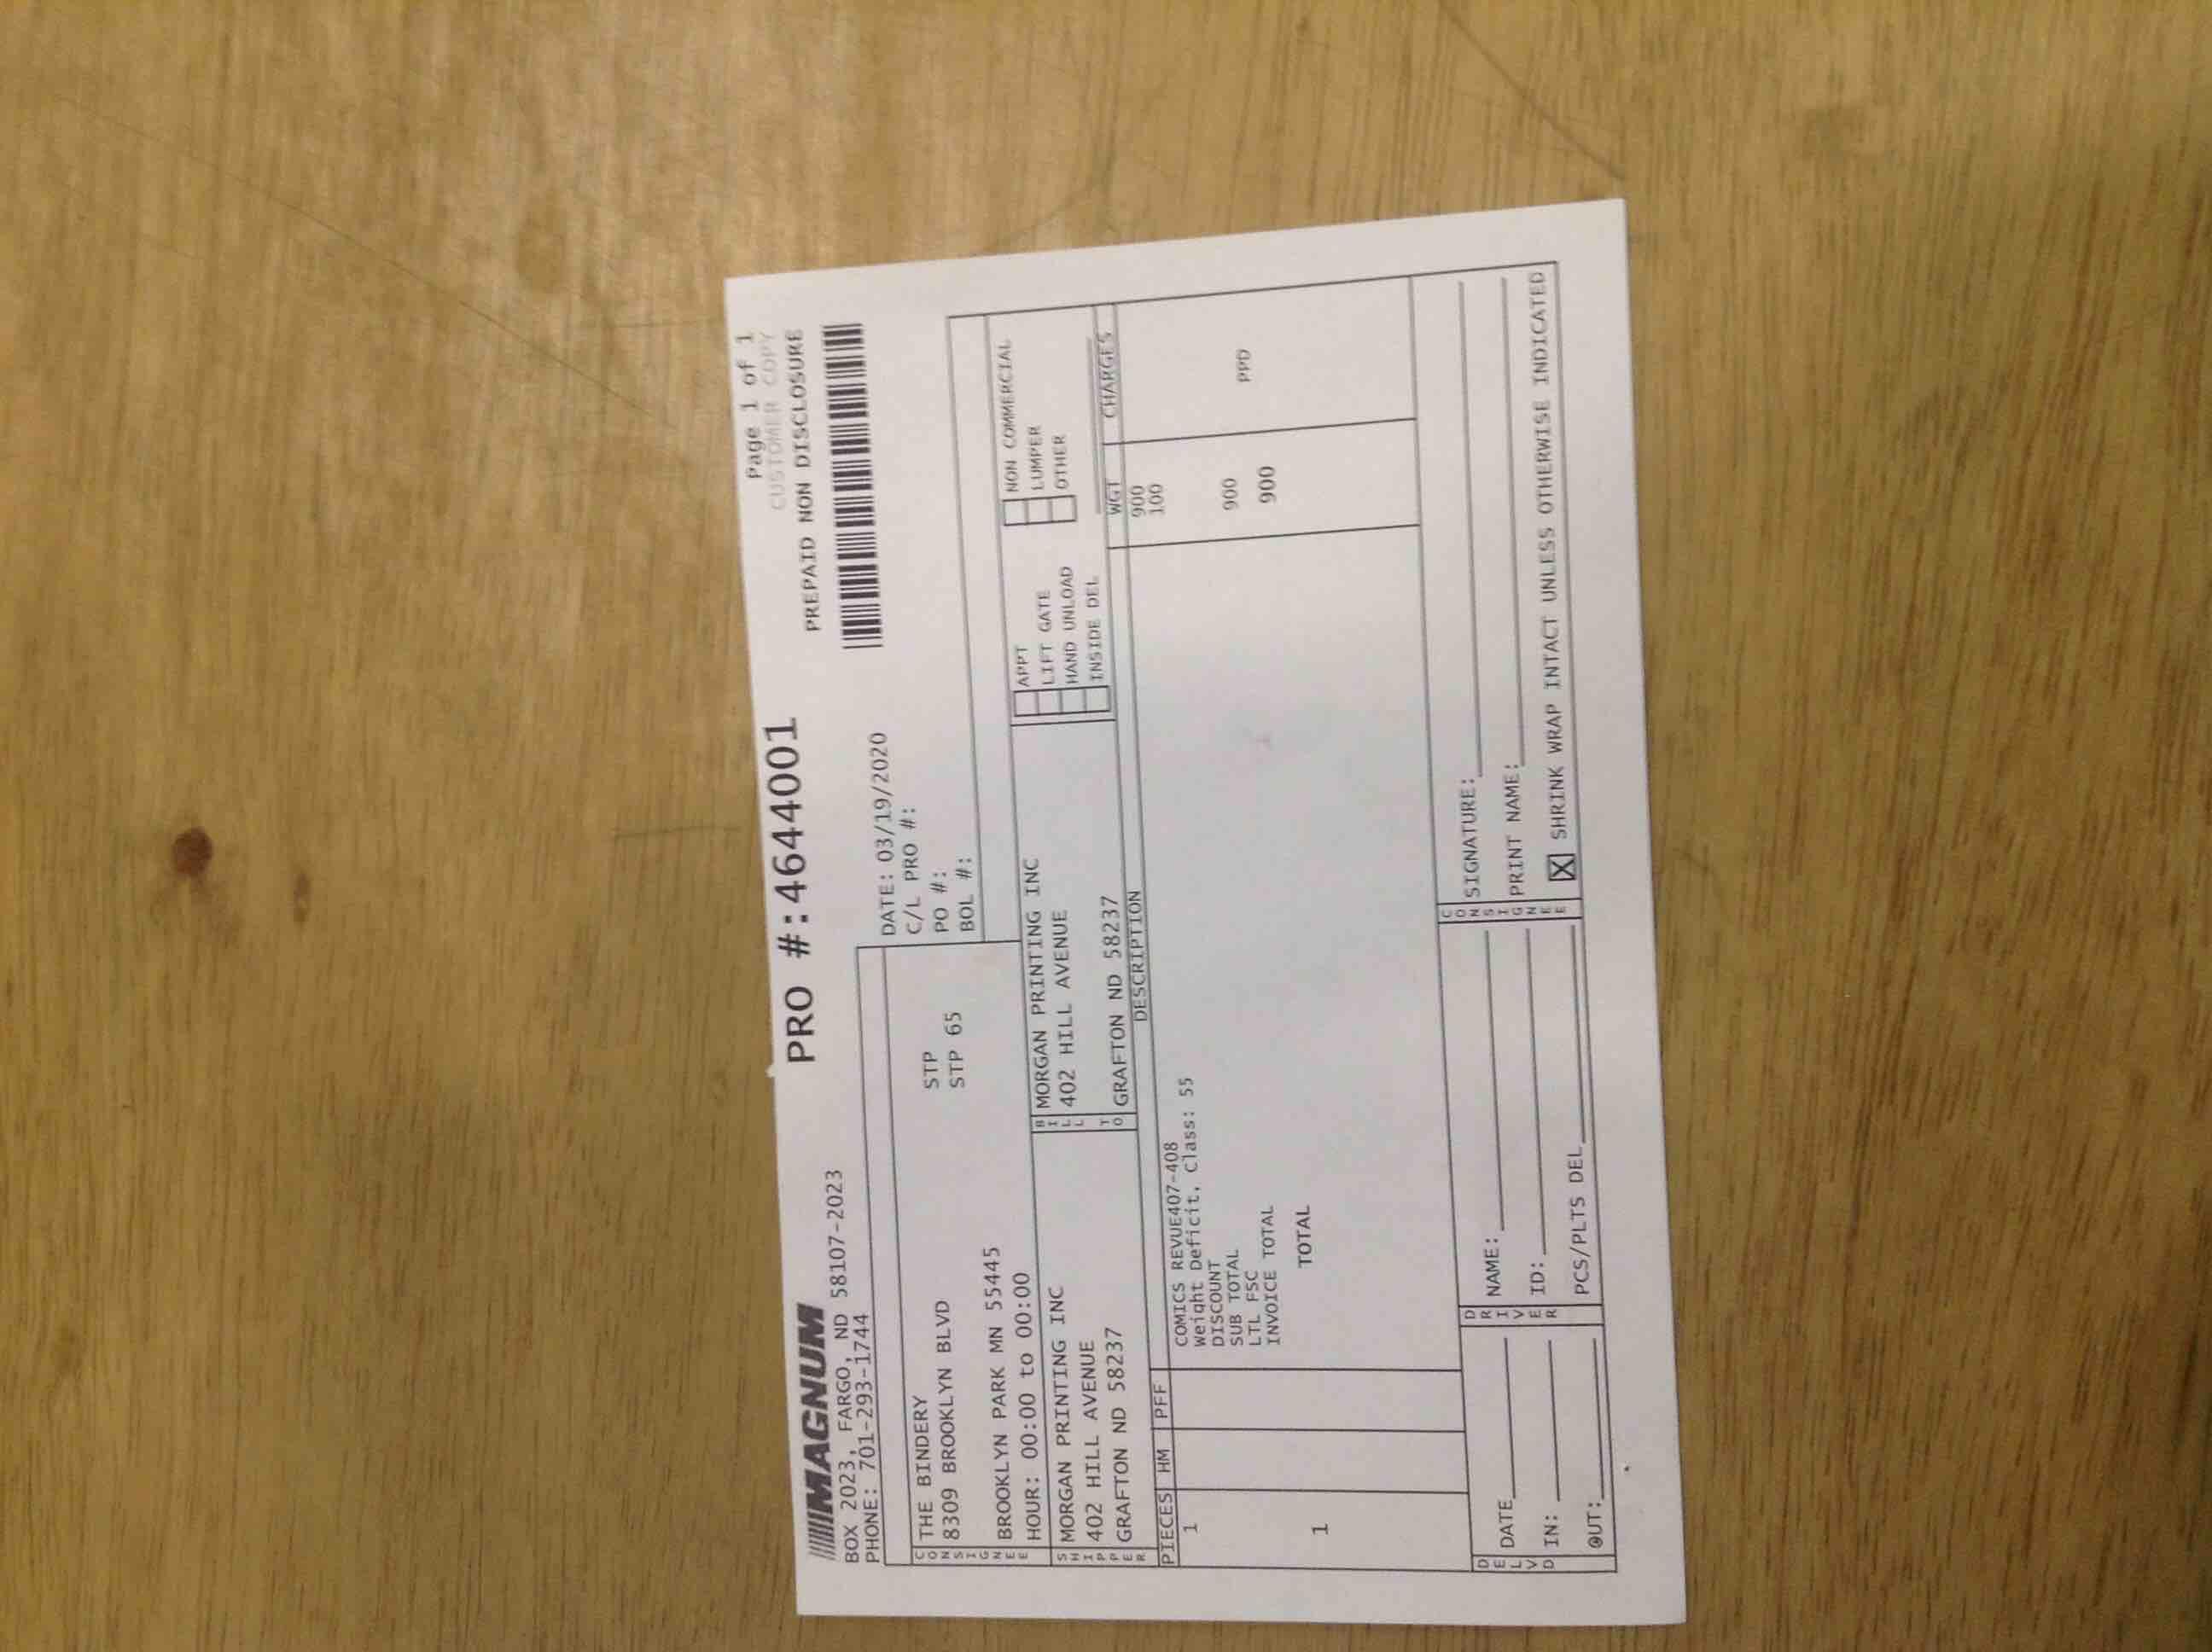 Page 1 of 1
CUSTOMER COPY
MAGNUM
PRO #:4644001
PREPAID NON DISCLOSURE
BOX 2023, FARGO, ND 58107-2023
PHONE: 701-293-1744
DATE: 03/19/2020
C/L PRO #:
PO #:
BOL #:
CONSIGNEE
THE BINDERY
STP
8309 BROOKLYN BLVD
STP 65
BROOKLYN PARK MN 55445
HOUR: 00:00 to 00:00
SHIPPER
MORGAN PRINTING INC
402 HILL AVENUE
GRAFTON ND 58237
BILL TO
MORGAN PRINTING INC
402 HILL AVENUE
GRAFTON ND 58237
APPT
LIFT GATE
HAND UNLOAD
INSIDE DEL
NON COMMERCIAL
LUMPER
OTHER
PIECES HM PFF DESCRIPTION WGT CHARGES
1 COMICS REVUE407-408 900
Weight Deficit, Class: 55 100
DISCOUNT
SUB TOTAL
LTL FSC
INVOICE TOTAL 900 PPD
1 TOTAL 900
DELVD
DATE
IN:
OUT:
DRIVER
NAME:
ID:
PCS/PLTS DEL
CONSIGNEE
SIGNATURE:
PRINT NAME:
X SHRINK WRAP INTACT UNLESS OTHERWISE INDICATED